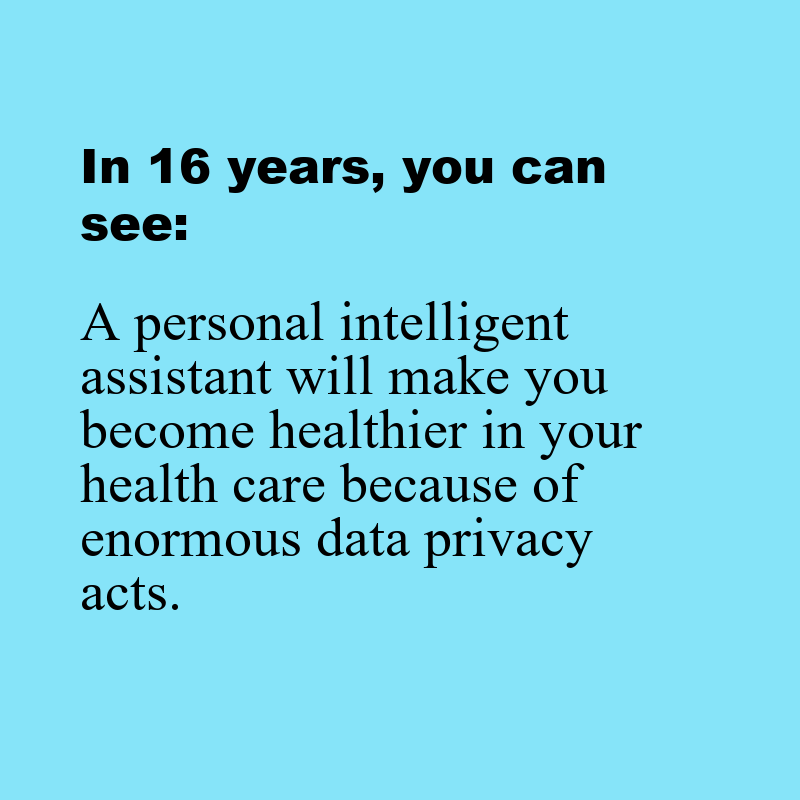 In 16 years, you can
see:
A personal intelligent
assistant will make you
become healthier in your
health care because of
enormous data privacy
acts.